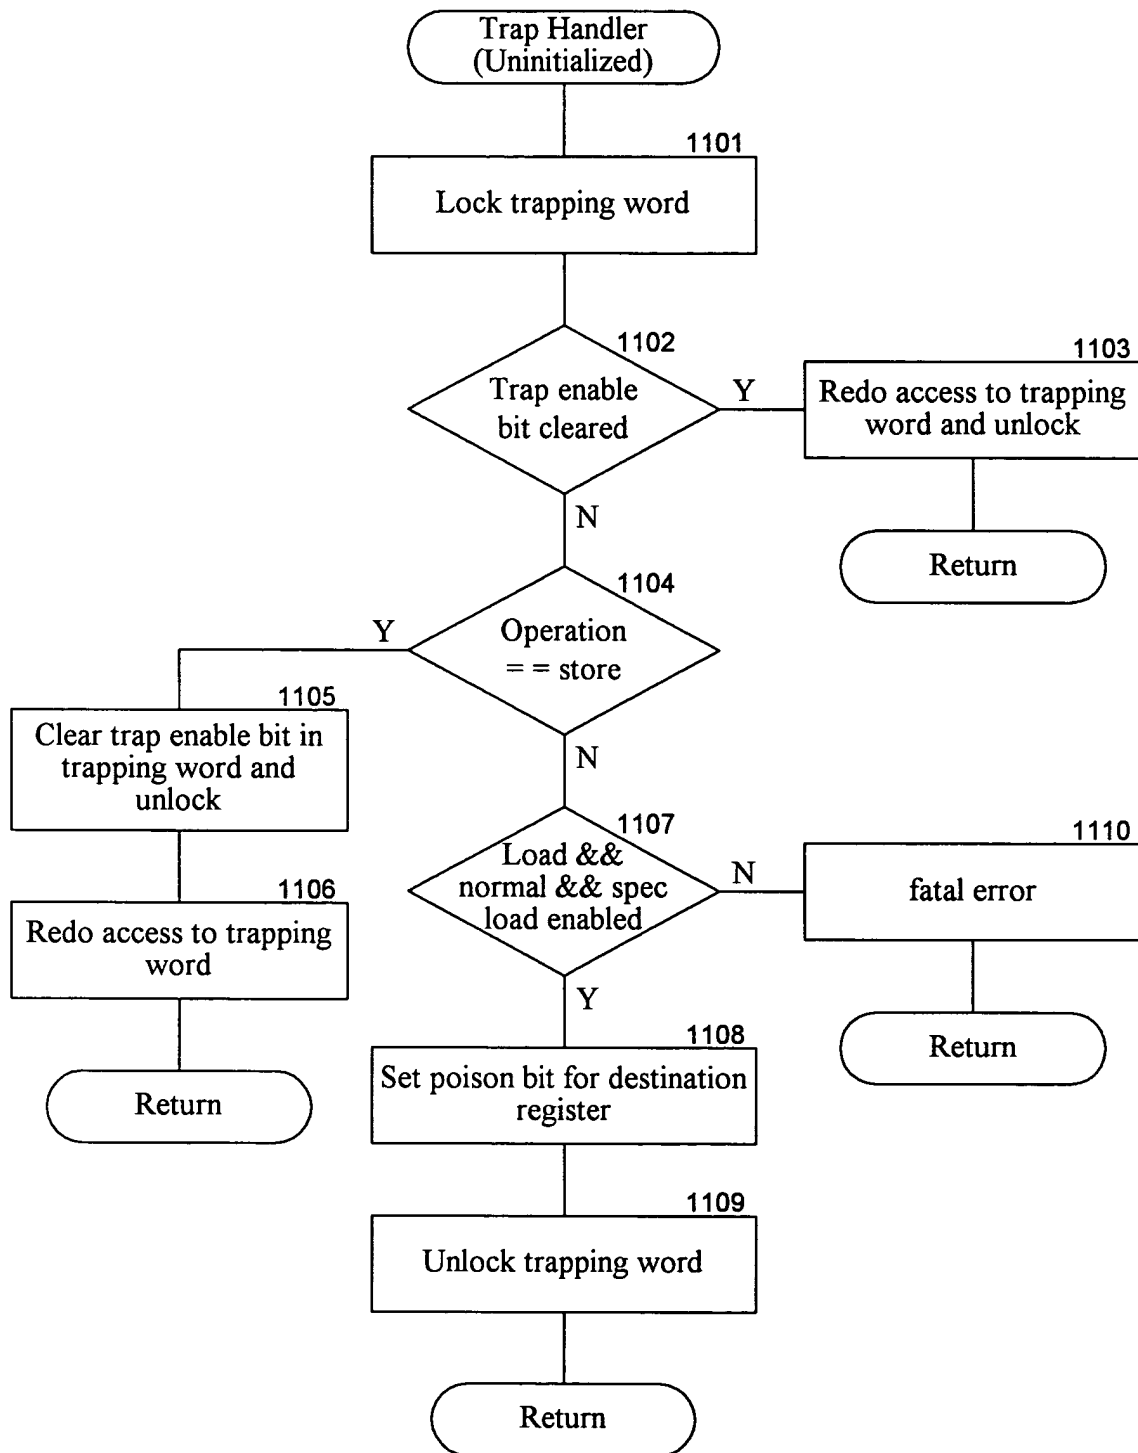 Trap Handler
(Uninitialized)
1101
Lock trapping word
1102
Trap enable
bit cleared
Y
N
1103
Redo access to trapping
word and unlock
Return
1104
Operation
= = store
Y
N
1105
Clear trap enable bit in
trapping word and
unlock
1106
Redo access to trapping
word
Return
1107
Load &&
normal && spec
load enabled
N
Y
1110
fatal error
Return
1108
Set poison bit for destination
register
1109
Unlock trapping word
Return